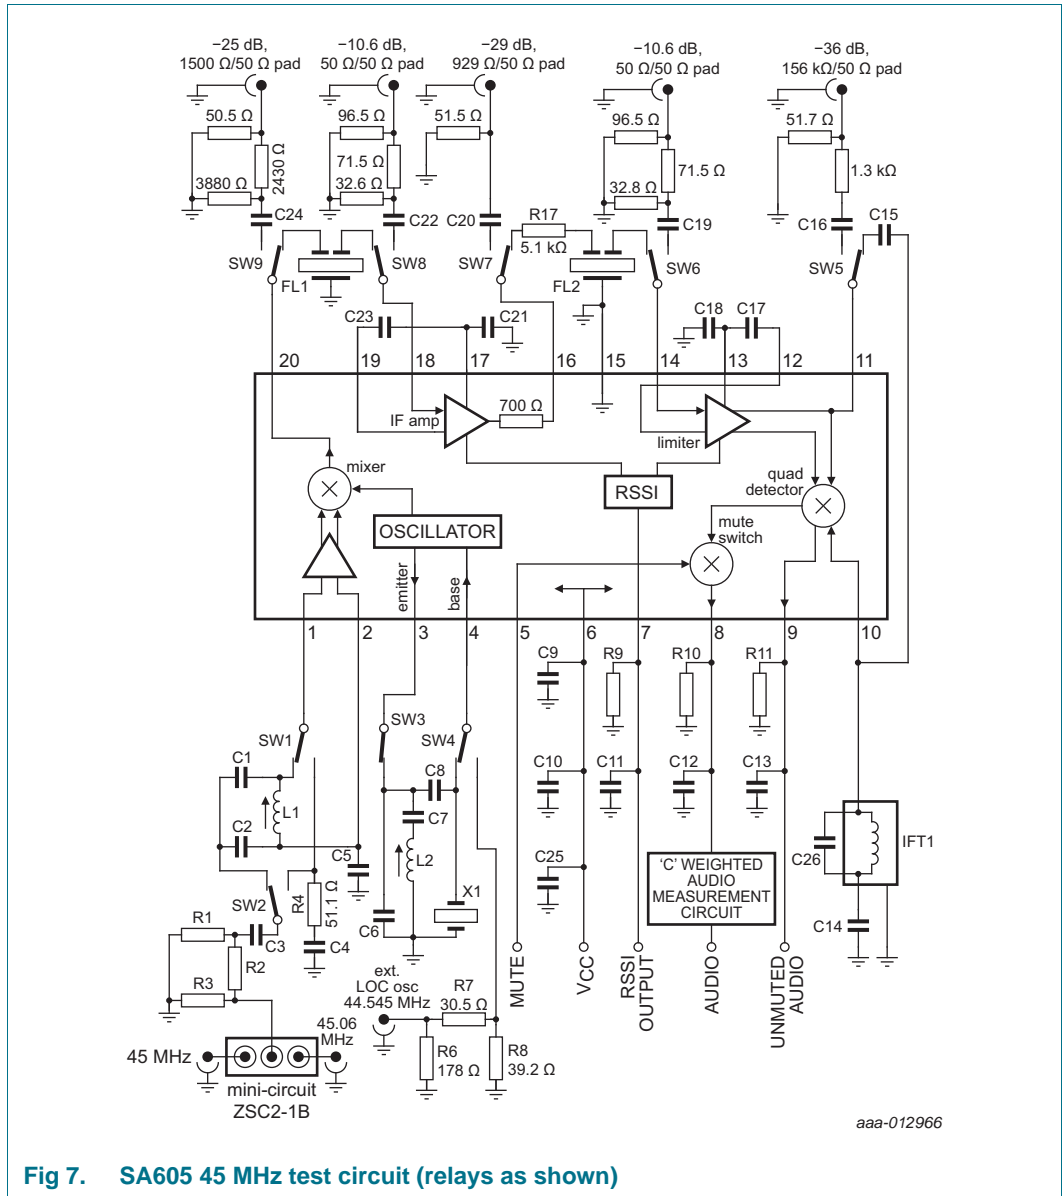 −25 dB,
1500 Ω/50 Ω pad
−10.6 dB,
50 Ω/50 Ω pad
−29 dB,
929 Ω/50 Ω pad
−10.6 dB,
50 Ω/50 Ω pad
−36 dB,
156 kΩ/50 Ω pad
50.5 Ω
96.5 Ω
51.5 Ω
96.5 Ω
51.7 Ω
2430 Ω
71.5 Ω
71.5 Ω
1.3 kΩ
3880 Ω
32.6 Ω
32.8 Ω
C24
C22
C20
R17
5.1 kΩ
C19
C16
C15
SW9
FL1
SW8
SW7
FL2
SW6
SW5
C23
C21
C18
C17
20
19
18
17
16
15
14
13
12
11
IF amp
700 Ω
limiter
mixer
RSSI
quad
detector
OSCILLATOR
mute
switch
emitter
base
1
2
3
4
5
6
7
8
9
10
C9
R9
R10
R11
SW1
SW3
SW4
C1
L1
C2
C8
C7
L2
C5
C10
C11
C12
C13
C25
C26
IFT1
C14
'C' WEIGHTED
AUDIO
MEASUREMENT
CIRCUIT
SW2
R4
51.1 Ω
C6
X1
R1
C3
C4
R2
R3
MUTE
VCC
RSSI
OUTPUT
AUDIO
UNMUTED
AUDIO
ext.
LOC osc
44.545 MHz
R7
30.5 Ω
R6
178 Ω
R8
39.2 Ω
45 MHz
45.06
MHz
mini-circuit
ZSC2-1B
aaa-012966
Fig 7. SA605 45 MHz test circuit (relays as shown)